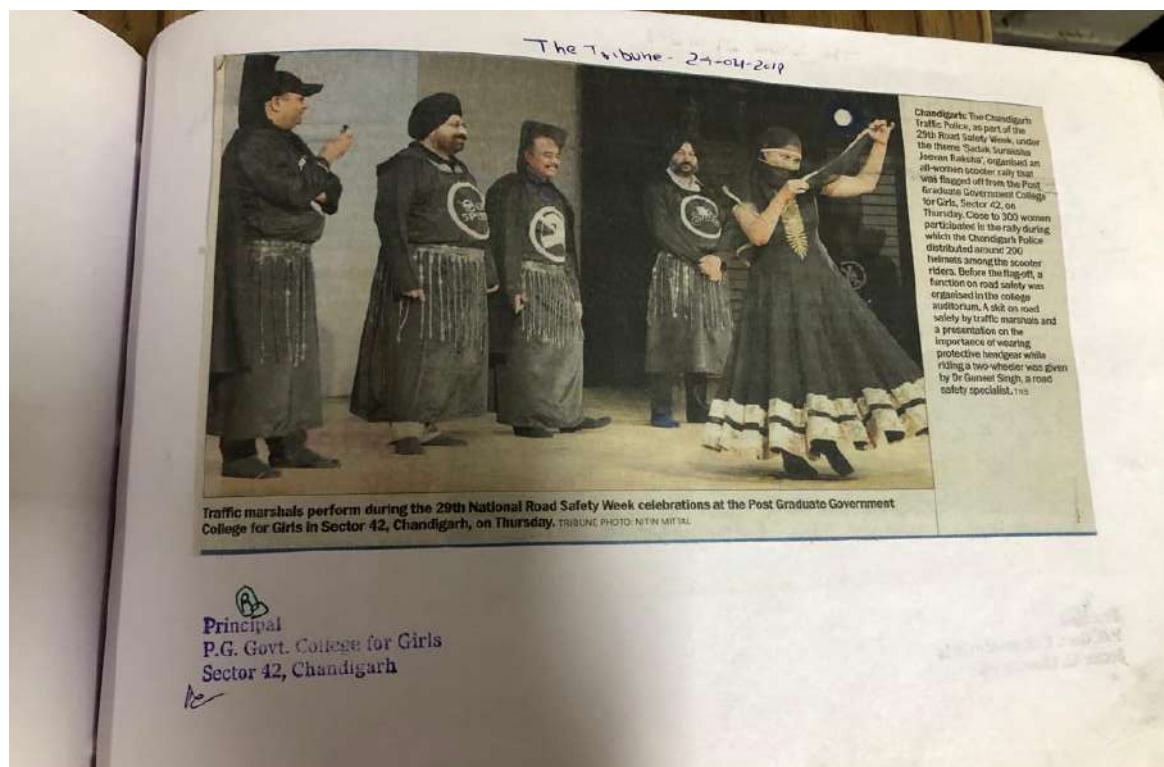 The Tribune - 24-04-2018
Chandigarh: The Chandigarh
Traffic Police, as part of the
29th Road Safety Week, under
the theme 'Sadak Suraksha
Jeevan Raksha', organised an
all-women scooter rally that
was flagged off from the Post
Graduate Government College
for Girls, Sector 42, on
Thursday. Close to 300 women
participated in the rally during
which the Chandigarh Police
distributed around 200
helmets among the scooter
riders. Before the flag-off, a
function on road safety was
organised in the college
auditorium. A skit on road
safety by traffic marshals and
a presentation on the
importance of wearing
protective headgear while
riding a two-wheeler was given
by Dr Guneet Singh, a road
safety specialist. TNS
Traffic marshals perform during the 29th National Road Safety Week celebrations at the Post Graduate Government
College for Girls in Sector 42, Chandigarh, on Thursday. TRIBUNE PHOTO: NITIN MITTAL
Principal
P.G. Govt. College for Girls
Sector 42, Chandigarh